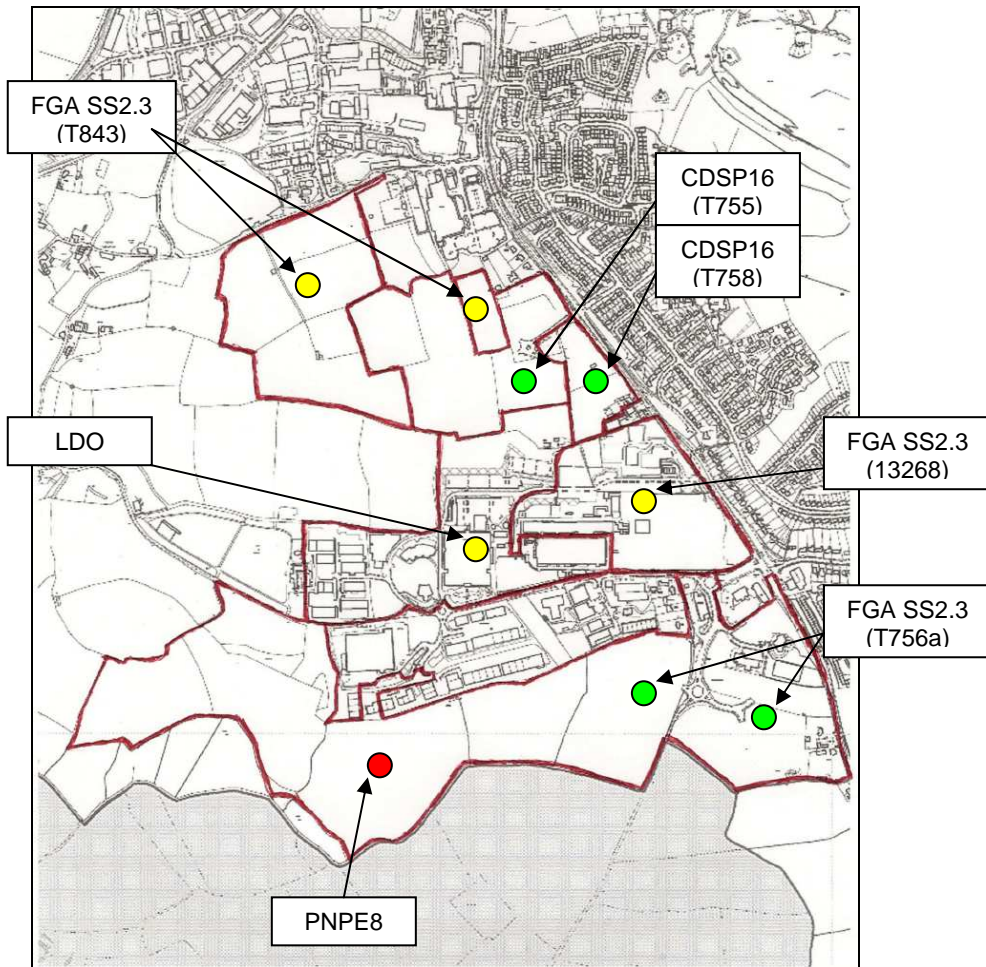 FGA SS2.3
(T843)
CDSP16
(T755)
CDSP16
(T758)
LDO
FGA SS2.3
(13268)
FGA SS2.3
(T756a)
PNPE8